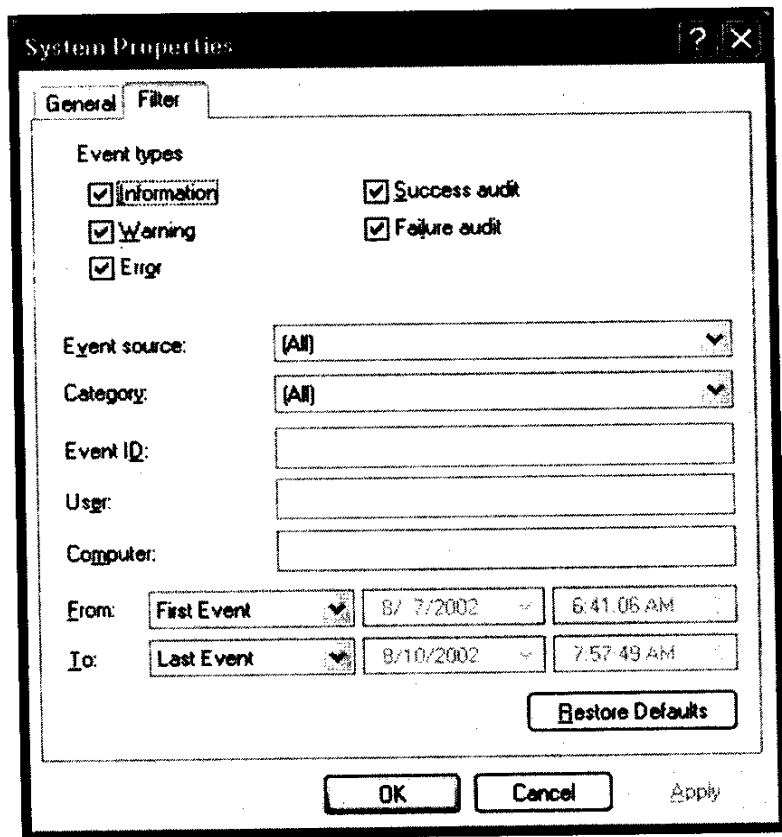 System Properties
? X
General Filter
Event types
Information Success audit
Warning Failure audit
Error
Event source: (All)
Category: (All)
Event ID:
User:
Computer:
From: First Event 8/ 7/2002 6:41:06 AM
To: Last Event 8/10/2002 7:57:49 AM
Restore Defaults
OK Cancel Apply